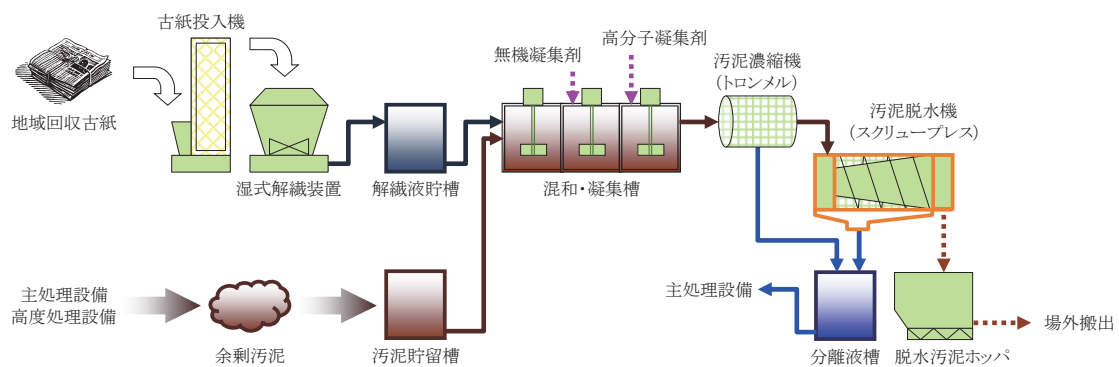 古紙投入機
地域回収古紙
湿式解繊装置
解繊液貯槽
無機凝集剤
高分子凝集剤
混和・凝集槽
汚泥濃縮機
(トロンメル)
汚泥脱水機
(スクリュープレス)
主処理設備
高度処理設備
余剰汚泥
汚泥貯留槽
主処理設備
分離液槽
脱水汚泥ホッパ
場外搬出